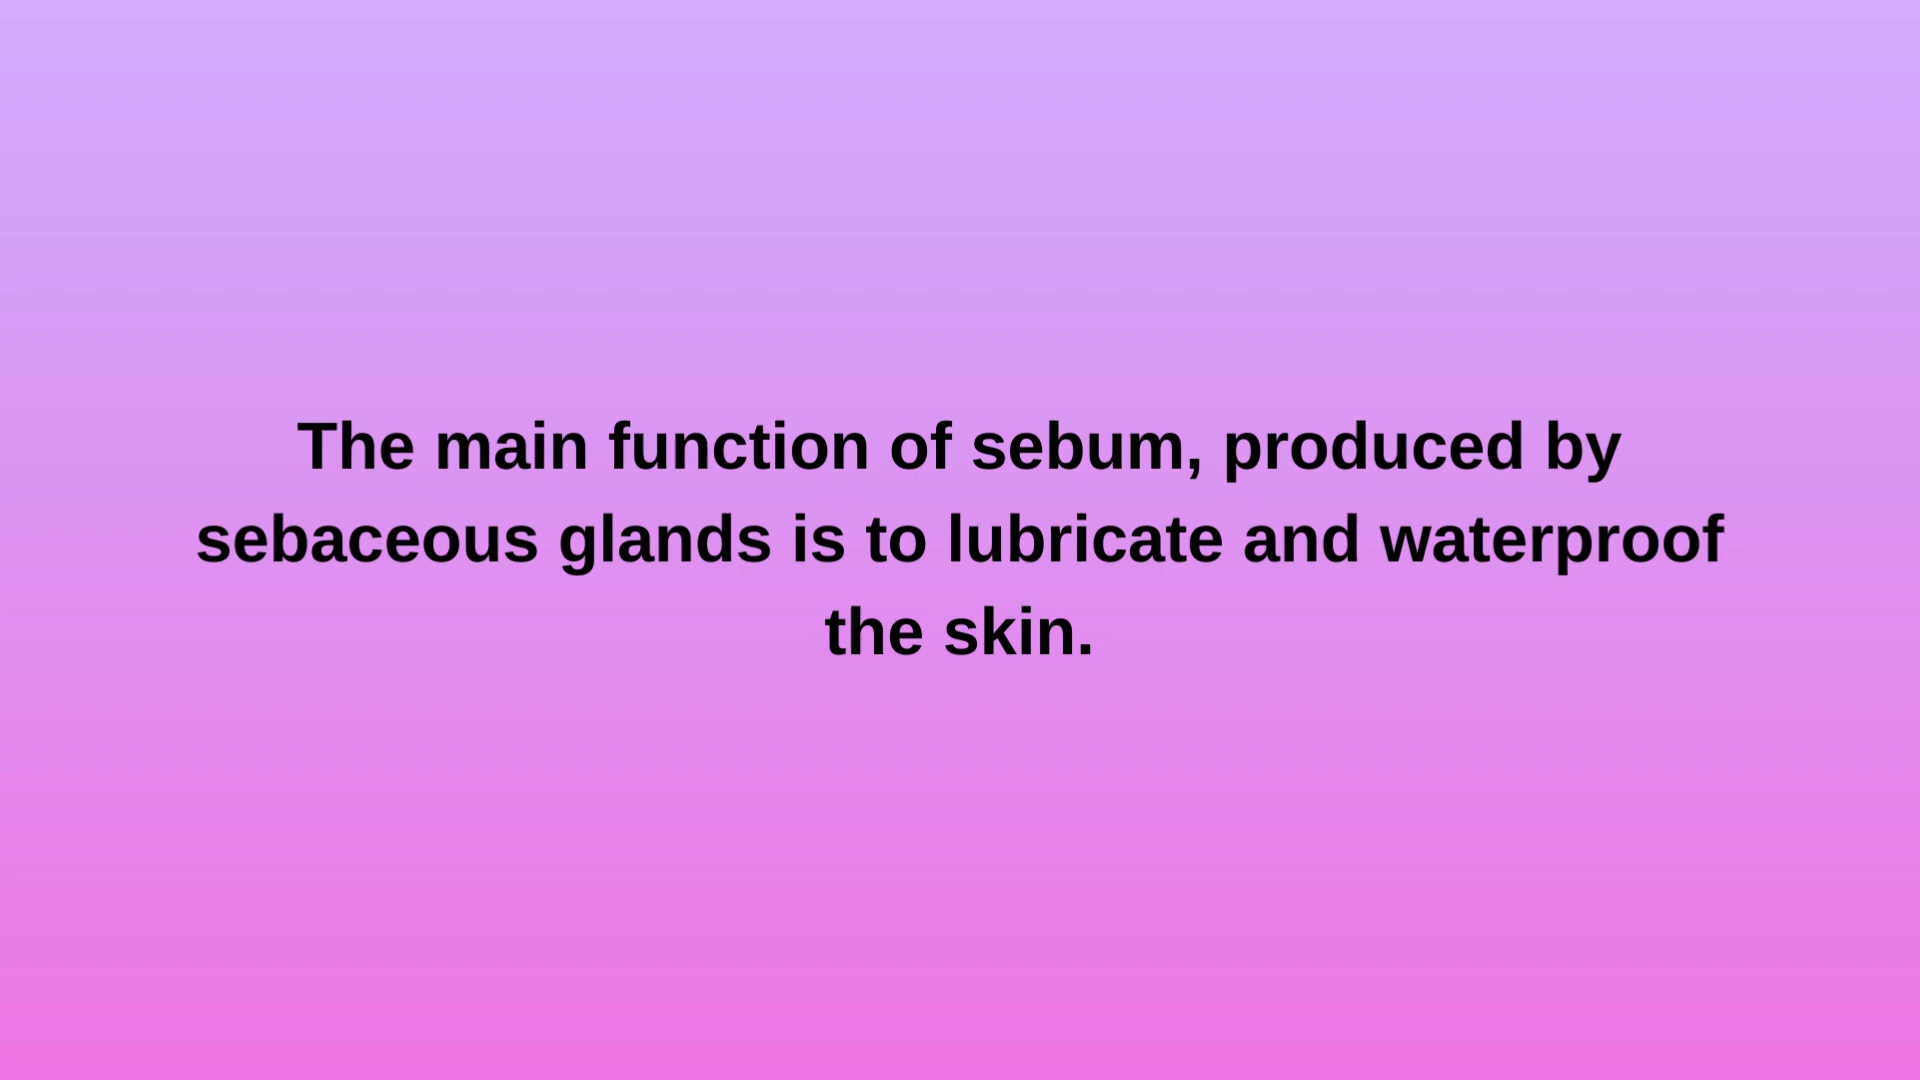 The main function of sebum, produced by
sebaceous glands is to lubricate and waterproof
the skin.